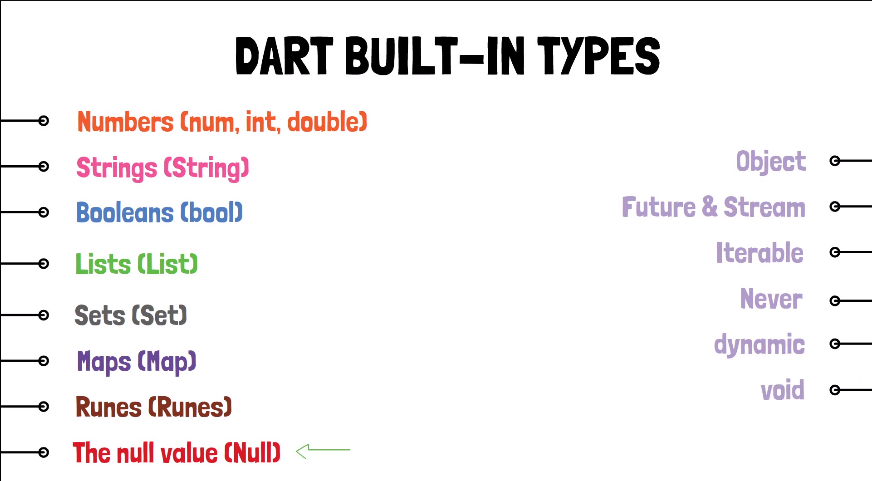 DART BUILT-IN TYPES
Numbers (num, int, double)
Strings (String)
Booleans (bool)
Lists (List)
Sets (Set)
Maps (Map)
Runes (Runes)
The null value (Null)
Object
Future & Stream
Iterable
Never
dynamic
void